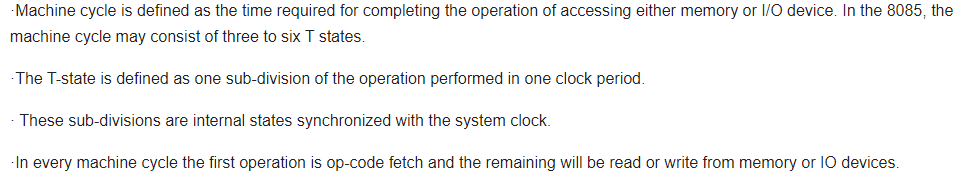 ·Machine cycle is defined as the time required for completing the operation of accessing either memory or I/O device. In the 8085, the
machine cycle may consist of three to six T states.
·The T-state is defined as one sub-division of the operation performed in one clock period.
· These sub-divisions are internal states synchronized with the system clock.
·In every machine cycle the first operation is op-code fetch and the remaining will be read or write from memory or IO devices.